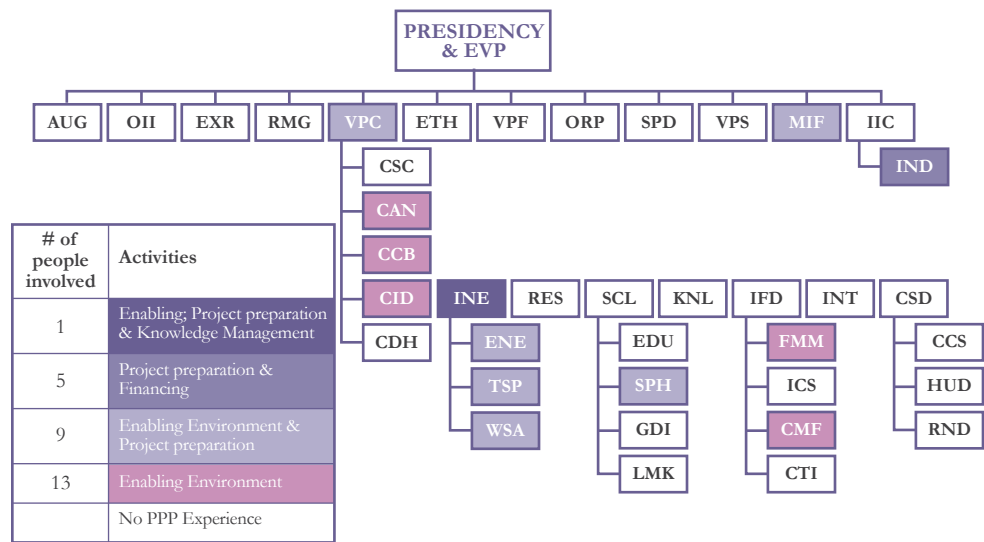 PRESIDENCY
& EVP
AUG OII EXR RMG VPC ETH VPF ORP SPD VPS MIF IIC
CSC
IND
CAN
CCB
CID
CDH
INE RES SCL KNL IFD INT CSD
ENE EDU FMM CCS
TSP SPH ICS HUD
WSA GDI CMF RND
LMK CTI
# of
people
involved
Activities
1
Enabling; Project preparation
& Knowledge Management
5
Project preparation &
Financing
9
Enabling Environment &
Project preparation
13
Enabling Environment
No PPP Experience